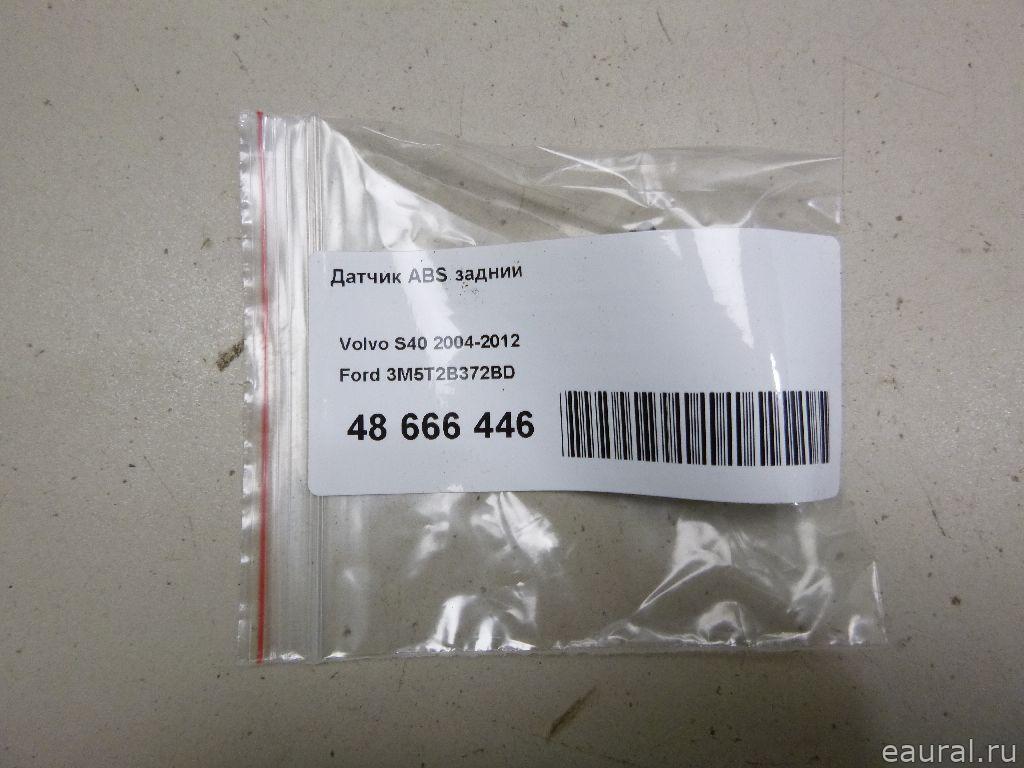 Датчик ABS задний
Volvo S40 2004-2012
Ford 3M5T2B372BD
48 666 446
eaural.ru